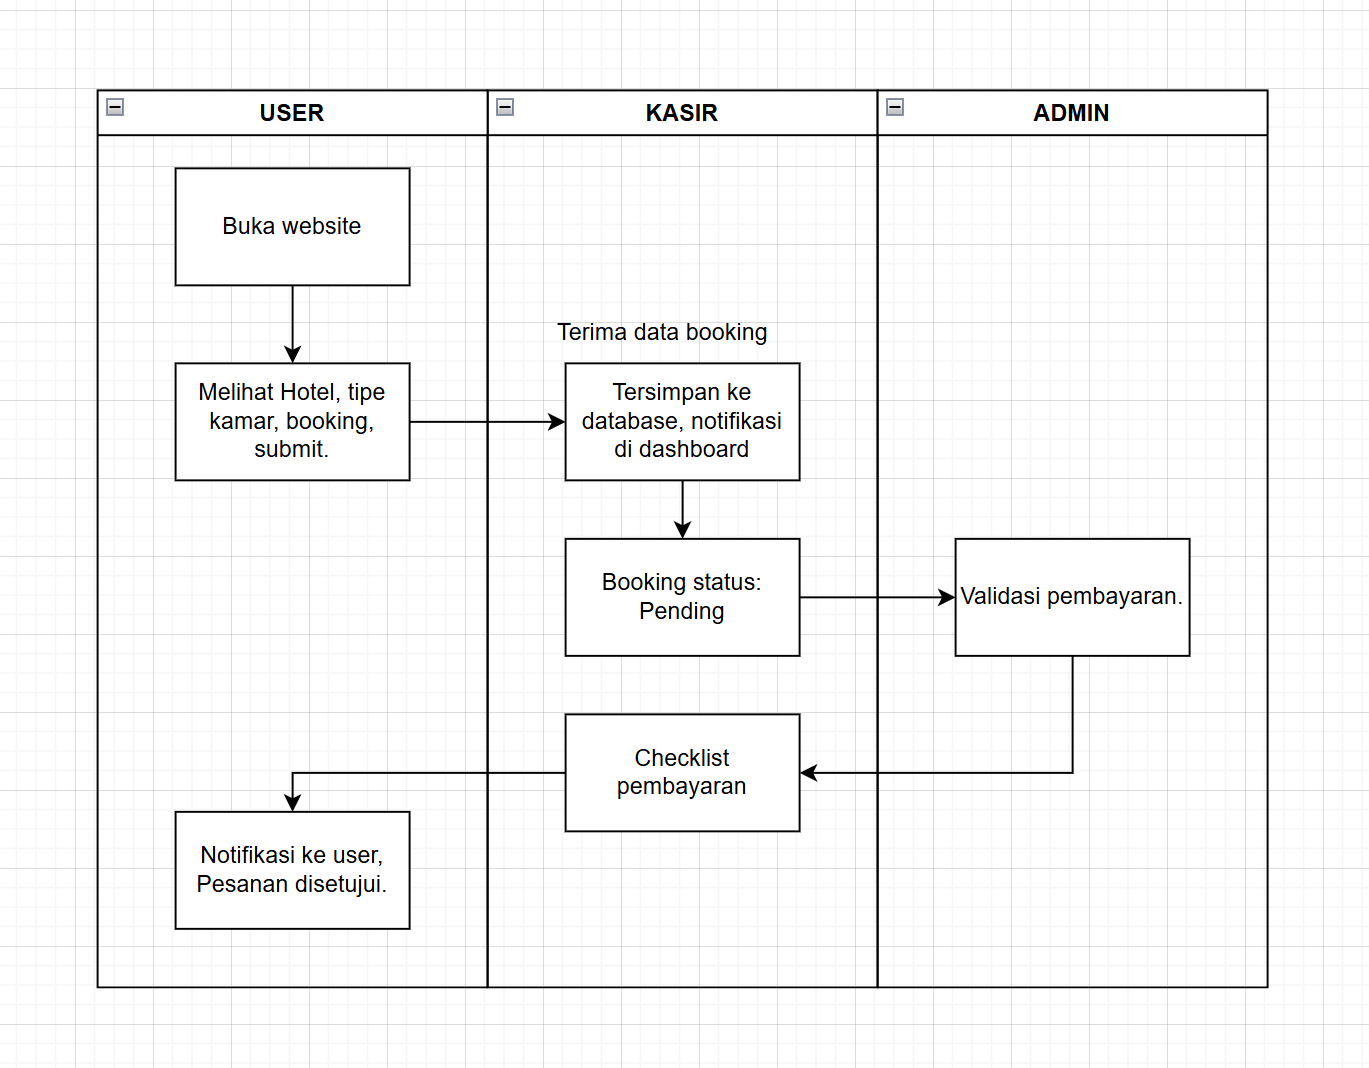 USER
KASIR
ADMIN
Buka website
Terima data booking
Melihat Hotel, tipe
kamar, booking,
submit.
Tersimpan ke
database, notifikasi
di dashboard
Booking status:
Pending
Validasi pembayaran.
Checklist
pembayaran
Notifikasi ke user,
Pesanan disetujui.